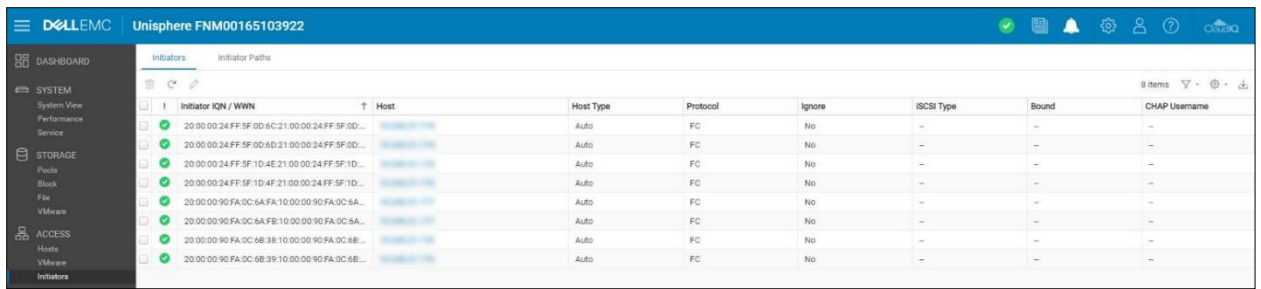 DELLEMC Unisphere FNM00165103922 CloudIQ
DASHBOARD
SYSTEM
System View
Performance
Service
STORAGE
Pools
Block
File
VMware
ACCESS
Hosts
VMware
Initiators
Initiators Initiator Paths
8 items
! Initiator IQN / WWN ↑ Host Host Type Protocol Ignore iSCSI Type Bound CHAP Username
20:00:00:24:FF:5F:0D:6C:21:00:00:24:FF:5F:0D:... Auto FC No -- -- --
20:00:00:24:FF:5F:0D:6D:21:00:00:24:FF:5F:0D:... Auto FC No -- -- --
20:00:00:24:FF:5F:1D:4E:21:00:00:24:FF:5F:1D:... Auto FC No -- -- --
20:00:00:24:FF:5F:1D:4F:21:00:00:24:FF:5F:1D:... Auto FC No -- -- --
20:00:00:90:FA:0C:6A:FA:10:00:00:90:FA:0C:6A... Auto FC No -- -- --
20:00:00:90:FA:0C:6A:FB:10:00:00:90:FA:0C:6A... Auto FC No -- -- --
20:00:00:90:FA:0C:6B:38:10:00:00:90:FA:0C:6B:... Auto FC No -- -- --
20:00:00:90:FA:0C:6B:39:10:00:00:90:FA:0C:6B:... Auto FC No -- -- --